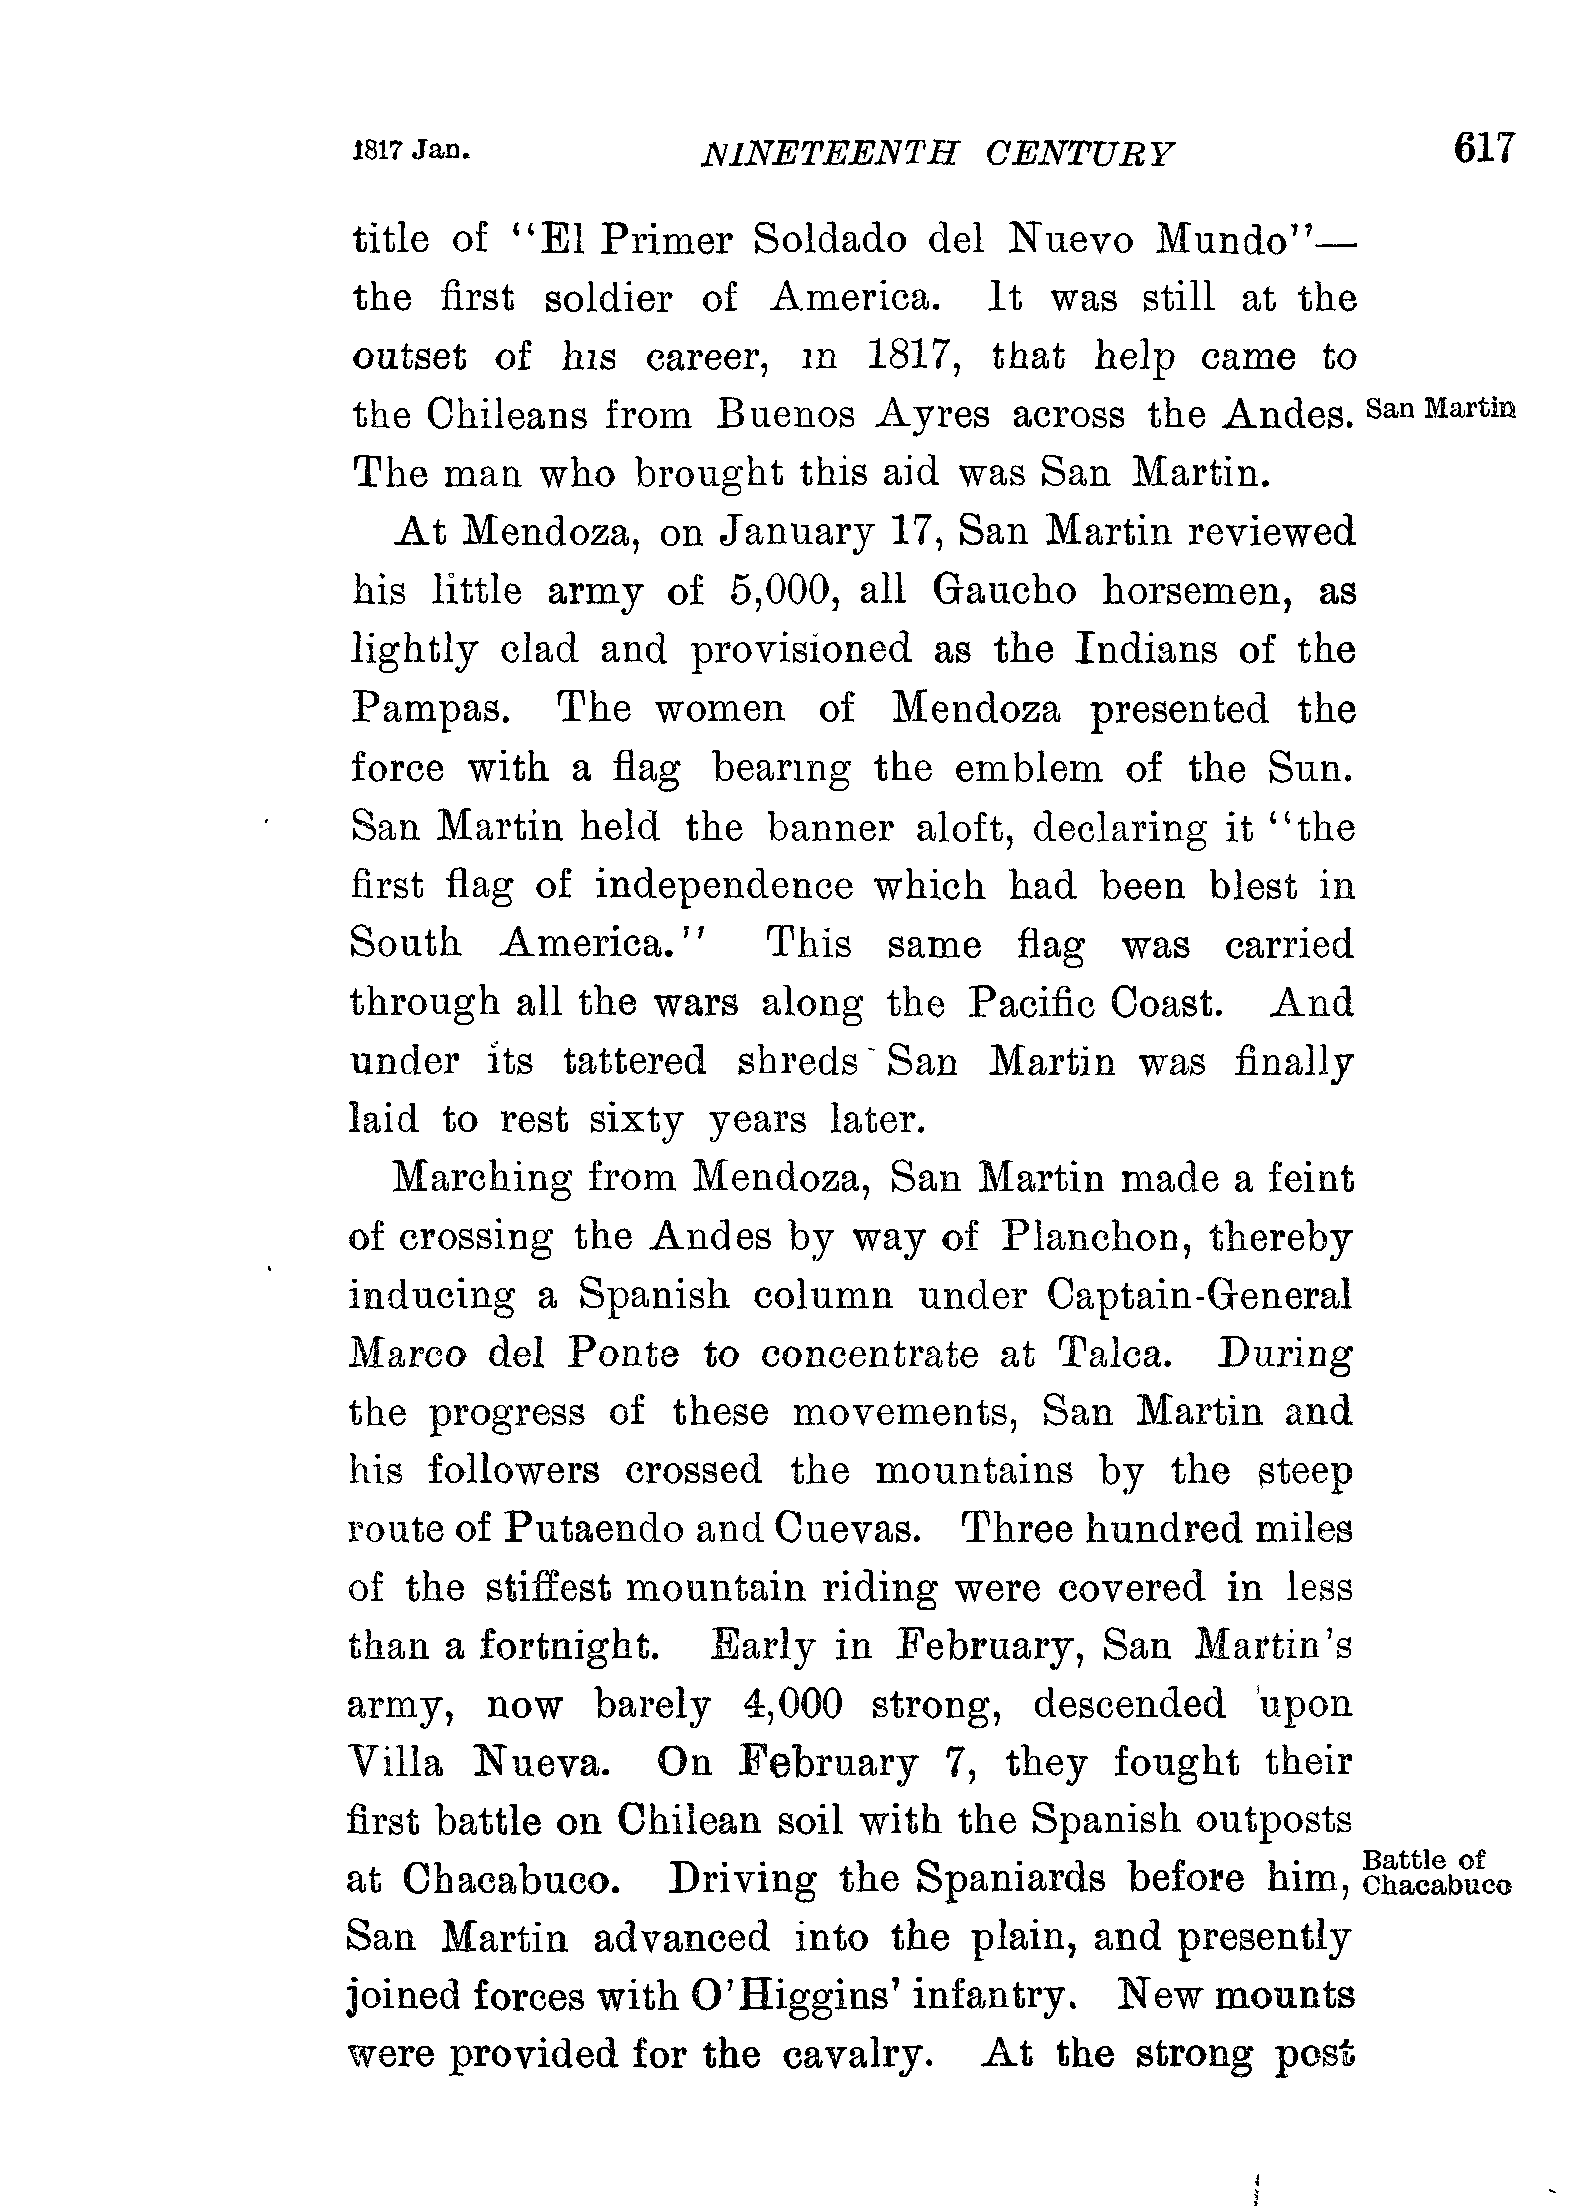 1817 Jan. NINETEENTH CENTURY 617
title of "El Primer Soldado del Nuevo Mundo"—
the first soldier of America. It was still at the
outset of his career, in 1817, that help came to
the Chileans from Buenos Ayres across the Andes. San Martin
The man who brought this aid was San Martin.
At Mendoza, on January 17, San Martin reviewed
his little army of 5,000, all Gaucho horsemen, as
lightly clad and provisioned as the Indians of the
Pampas. The women of Mendoza presented the
force with a flag bearing the emblem of the Sun.
San Martin held the banner aloft, declaring it "the
first flag of independence which had been blest in
South America." This same flag was carried
through all the wars along the Pacific Coast. And
under its tattered shreds San Martin was finally
laid to rest sixty years later.
Marching from Mendoza, San Martin made a feint
of crossing the Andes by way of Planchon, thereby
inducing a Spanish column under Captain-General
Marco del Ponte to concentrate at Talca. During
the progress of these movements, San Martin and
his followers crossed the mountains by the steep
route of Putaendo and Cuevas. Three hundred miles
of the stiffest mountain riding were covered in less
than a fortnight. Early in February, San Martin's
army, now barely 4,000 strong, descended upon
Villa Nueva. On February 7, they fought their
first battle on Chilean soil with the Spanish outposts
at Chacabuco. Driving the Spaniards before him, Battle of Chacabuco
San Martin advanced into the plain, and presently
joined forces with O'Higgins' infantry. New mounts
were provided for the cavalry. At the strong post